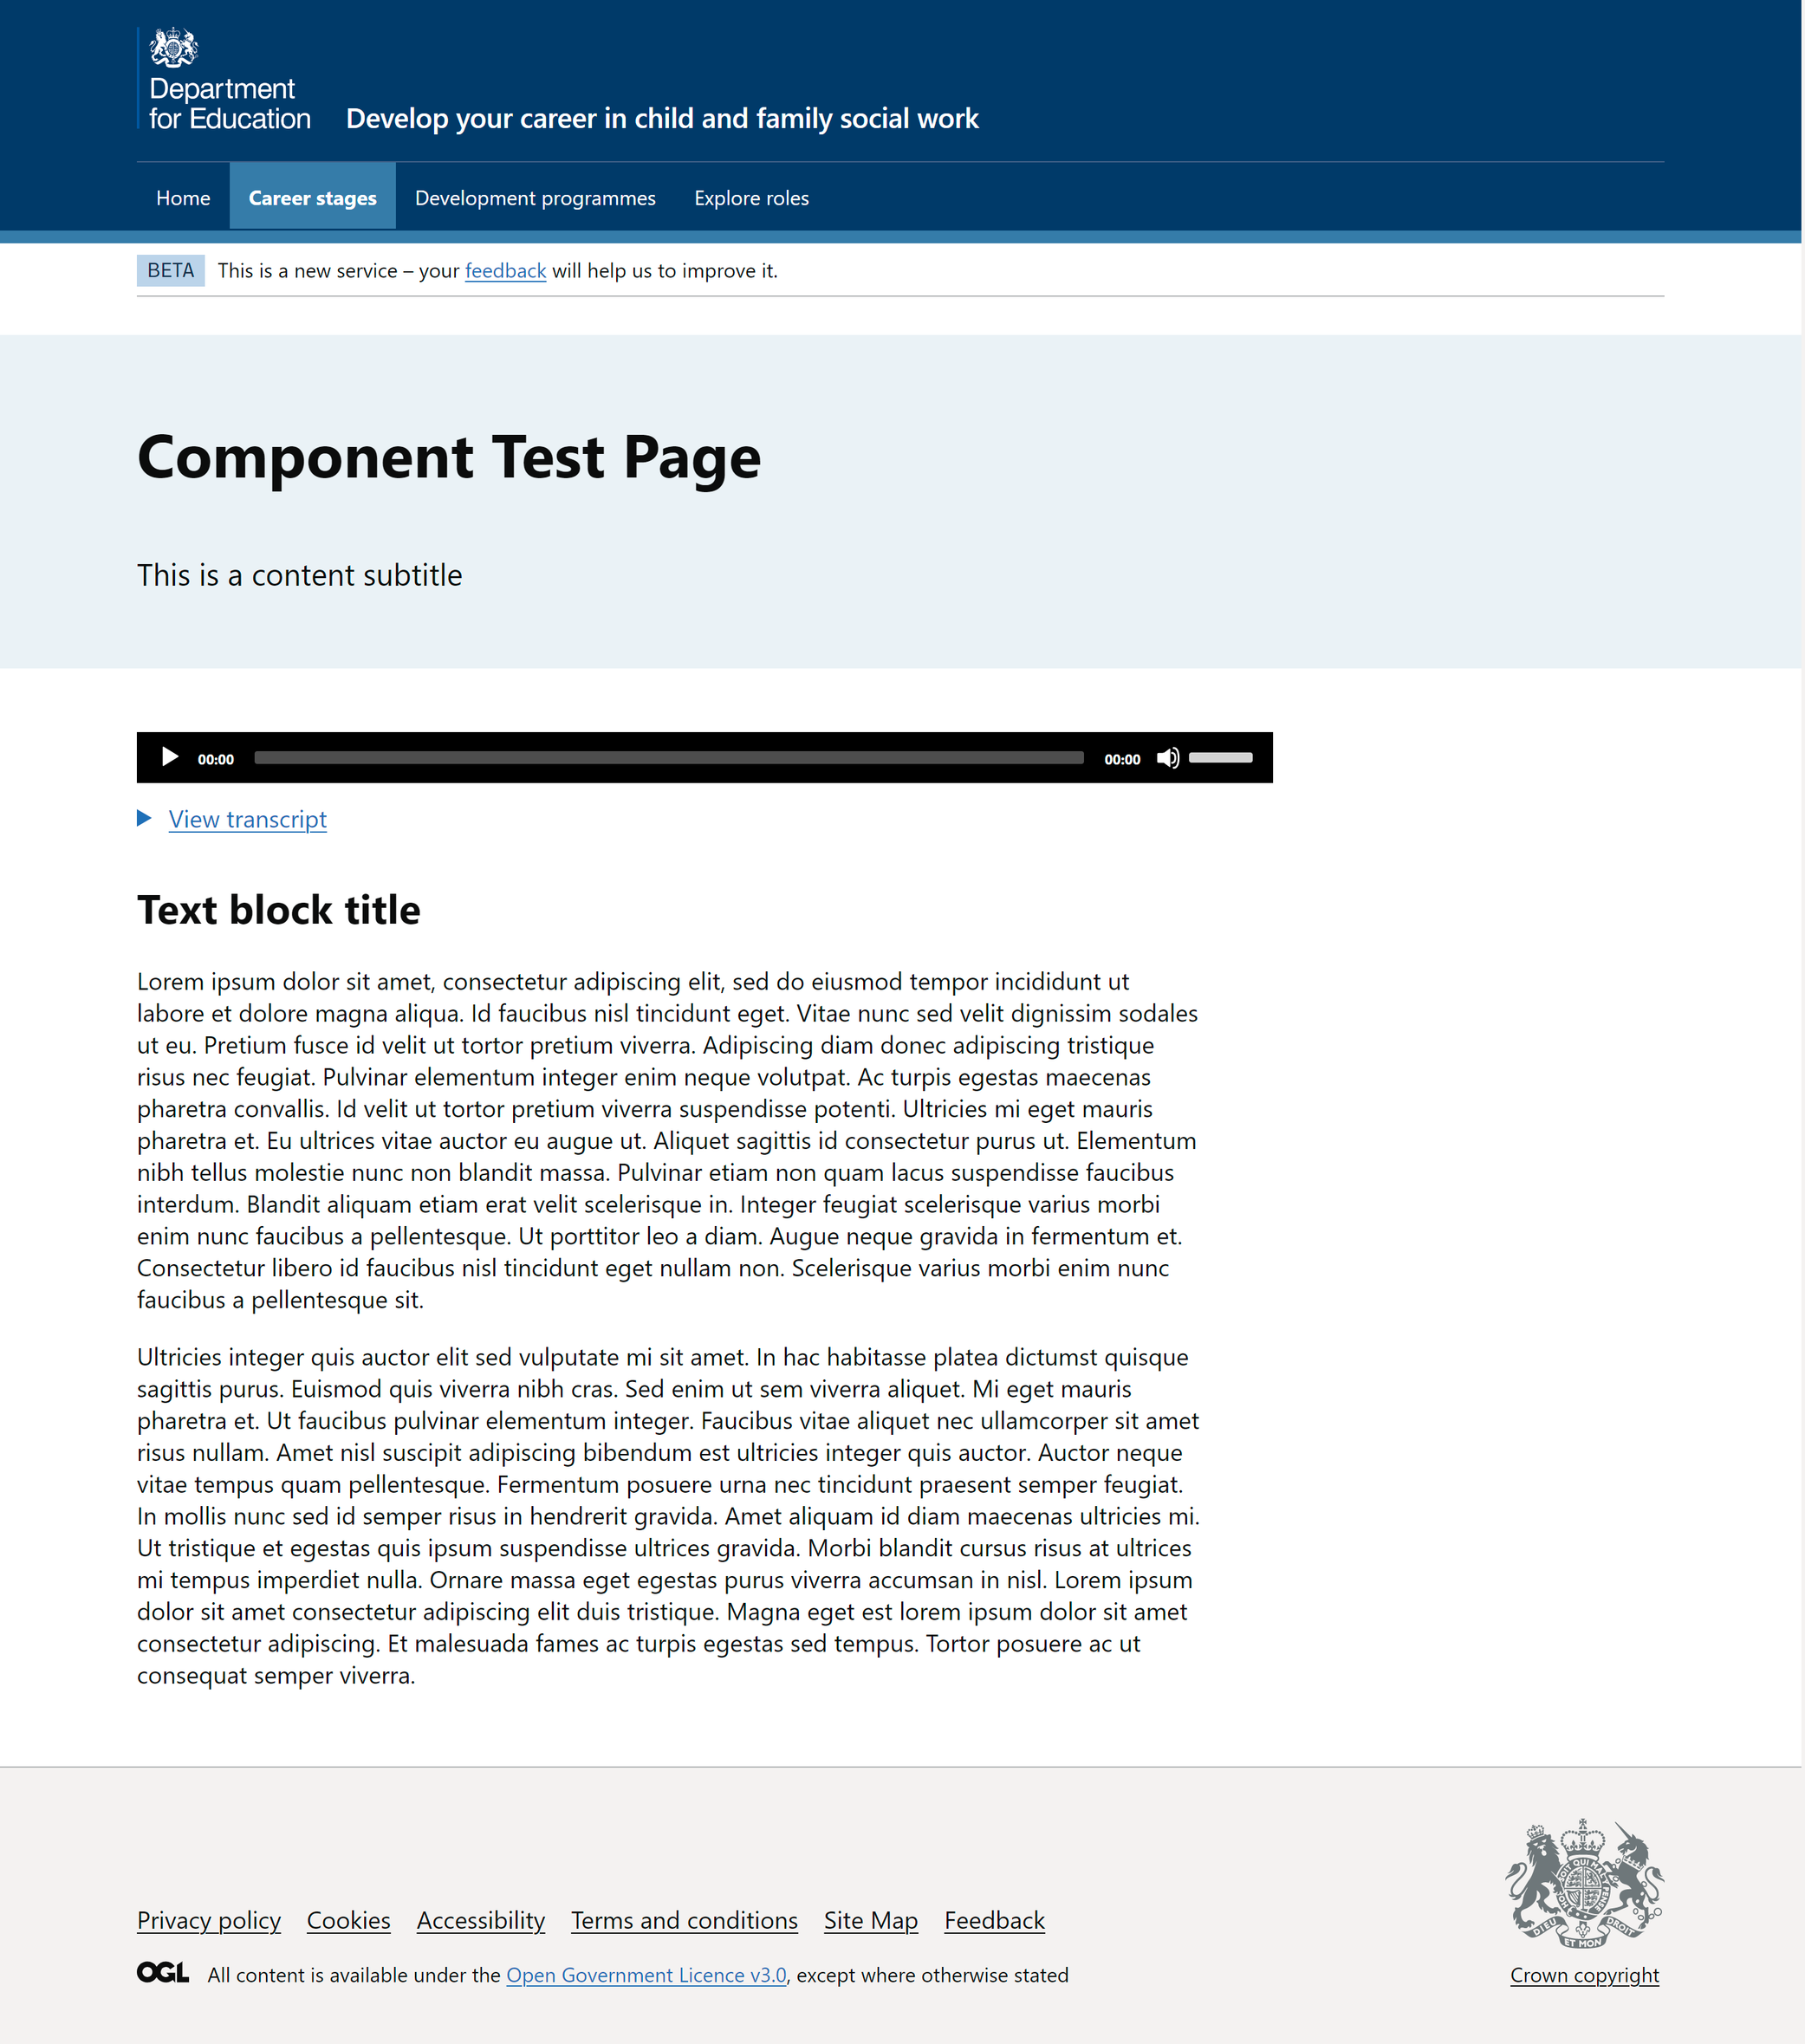 Department
for Education
Develop your career in child and family social work
Home Career stages Development programmes Explore roles
BETA This is a new service – your feedback will help us to improve it.
Component Test Page
This is a content subtitle
00:00 00:00
View transcript
Text block title
Lorem ipsum dolor sit amet, consectetur adipiscing elit, sed do eiusmod tempor incididunt ut
labore et dolore magna aliqua. Id faucibus nisl tincidunt eget. Vitae nunc sed velit dignissim sodales
ut eu. Pretium fusce id velit ut tortor pretium viverra. Adipiscing diam donec adipiscing tristique
risus nec feugiat. Pulvinar elementum integer enim neque volutpat. Ac turpis egestas maecenas
pharetra convallis. Id velit ut tortor pretium viverra suspendisse potenti. Ultricies mi eget mauris
pharetra et. Eu ultrices vitae auctor eu augue ut. Aliquet sagittis id consectetur purus ut. Elementum
nibh tellus molestie nunc non blandit massa. Pulvinar etiam non quam lacus suspendisse faucibus
interdum. Blandit aliquam etiam erat velit scelerisque in. Integer feugiat scelerisque varius morbi
enim nunc faucibus a pellentesque. Ut porttitor leo a diam. Augue neque gravida in fermentum et.
Consectetur libero id faucibus nisl tincidunt eget nullam non. Scelerisque varius morbi enim nunc
faucibus a pellentesque sit.
Ultricies integer quis auctor elit sed vulputate mi sit amet. In hac habitasse platea dictumst quisque
sagittis purus. Euismod quis viverra nibh cras. Sed enim ut sem viverra aliquet. Mi eget mauris
pharetra et. Ut faucibus pulvinar elementum integer. Faucibus vitae aliquet nec ullamcorper sit amet
risus nullam. Amet nisl suscipit adipiscing bibendum est ultricies integer quis auctor. Auctor neque
vitae tempus quam pellentesque. Fermentum posuere urna nec tincidunt praesent semper feugiat.
In mollis nunc sed id semper risus in hendrerit gravida. Amet aliquam id diam maecenas ultricies mi.
Ut tristique et egestas quis ipsum suspendisse ultrices gravida. Morbi blandit cursus risus at ultrices
mi tempus imperdiet nulla. Ornare massa eget egestas purus viverra accumsan in nisl. Lorem ipsum
dolor sit amet consectetur adipiscing elit duis tristique. Magna eget est lorem ipsum dolor sit amet
consectetur adipiscing. Et malesuada fames ac turpis egestas sed tempus. Tortor posuere ac ut
consequat semper viverra.
Privacy policy Cookies Accessibility Terms and conditions Site Map Feedback
DIEU ET MON DROIT
OGL All content is available under the Open Government Licence v3.0, except where otherwise stated
Crown copyright